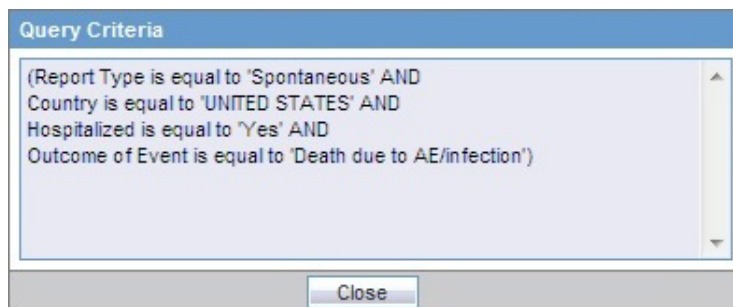 Query Criteria
(Report Type is equal to 'Spontaneous' AND
Country is equal to 'UNITED STATES' AND
Hospitalized is equal to 'Yes' AND
Outcome of Event is equal to 'Death due to AE/infection')
Close